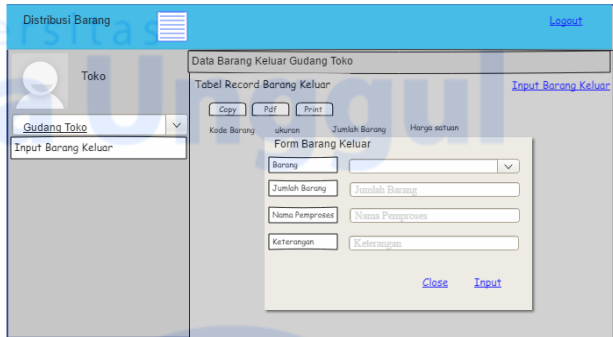 Distribusi Barang
Logout
Toko
Gudang Toko
Input Barang Keluar
Data Barang Keluar Gudang Toko
Tabel Record Barang Keluar
Input Barang Keluar
Copy Pdf Print
Kode Barang ukuran Jumlah Barang Harga satuan
Form Barang Keluar
Barang
Jumlah Barang Jumlah Barang
Nama Pemproses Nama Pemproses
Keterangan Keterangan
Close Input